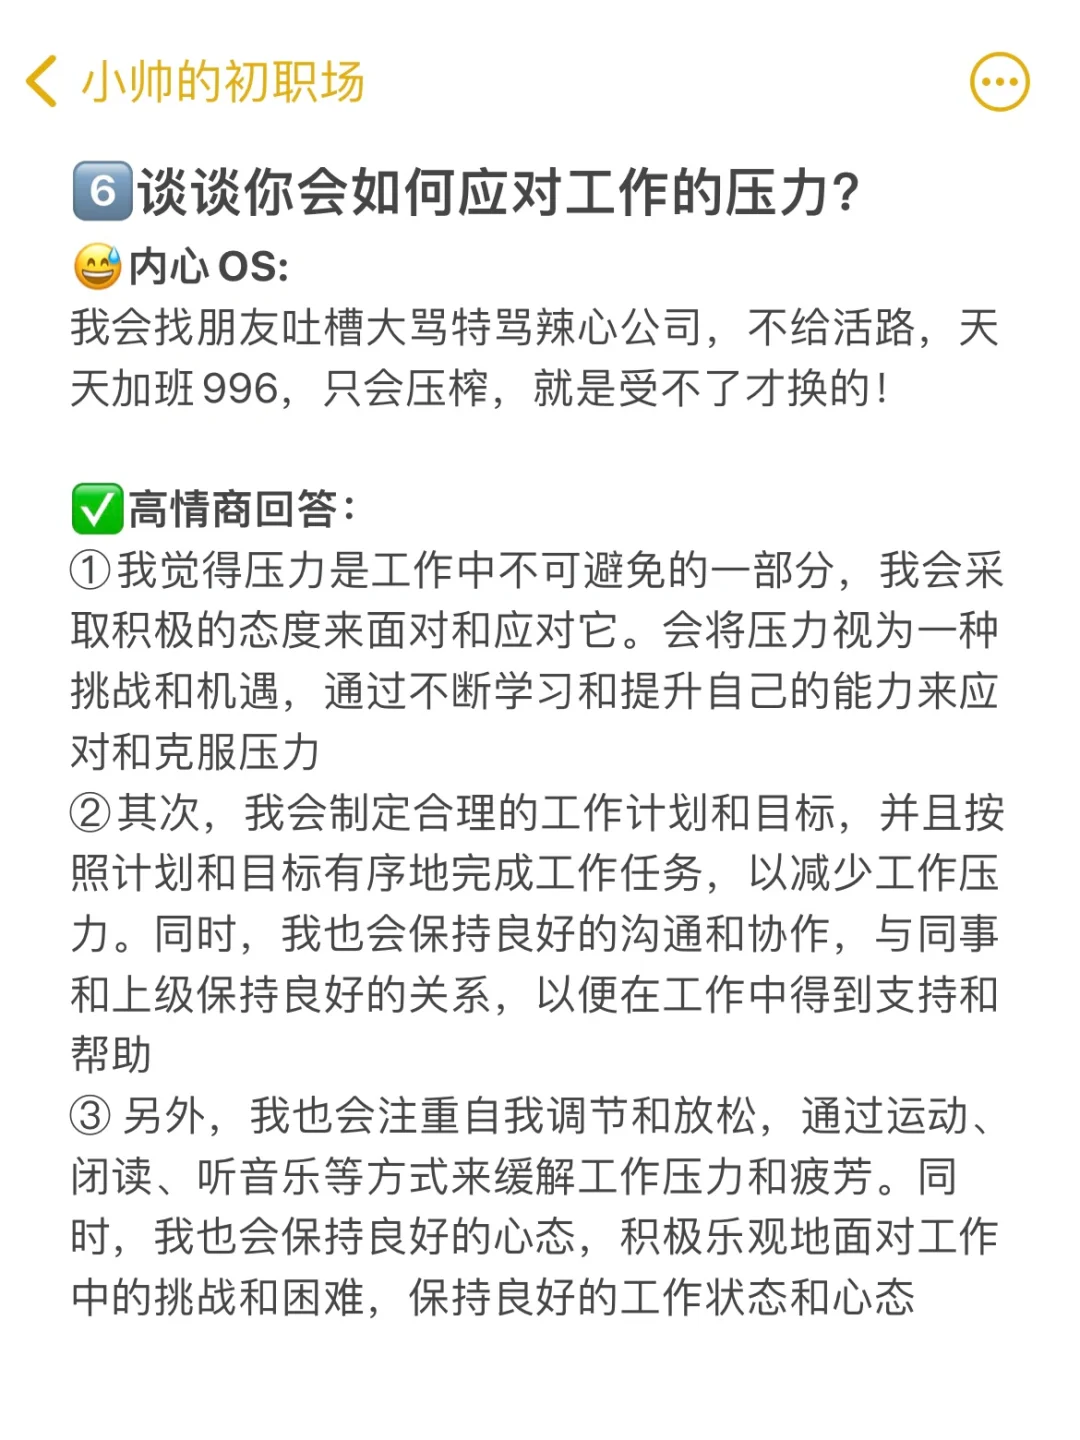 小帅的初职场
6谈谈你会如何应对工作的压力?
内心OS:
我会找朋友吐槽大骂特骂辣心公司，不给活路，天
天加班996，只会压榨，就是受不了才换的！
高情商回答：
①我觉得压力是工作中不可避免的一部分，我会采
取积极的态度来面对和应对它。会将压力视为一种
挑战和机遇，通过不断学习和提升自己的能力来应
对和克服压力
②其次，我会制定合理的工作计划和目标，并且按
照计划和目标有序地完成工作任务，以减少工作压
力。同时，我也会保持良好的沟通和协作，与同事
和上级保持良好的关系，以便在工作中得到支持和
帮助
③ 另外，我也会注重自我调节和放松，通过运动、
闭读、听音乐等方式来缓解工作压力和疲芳。同
时，我也会保持良好的心态，积极乐观地面对工作
中的挑战和困难，保持良好的工作状态和心态